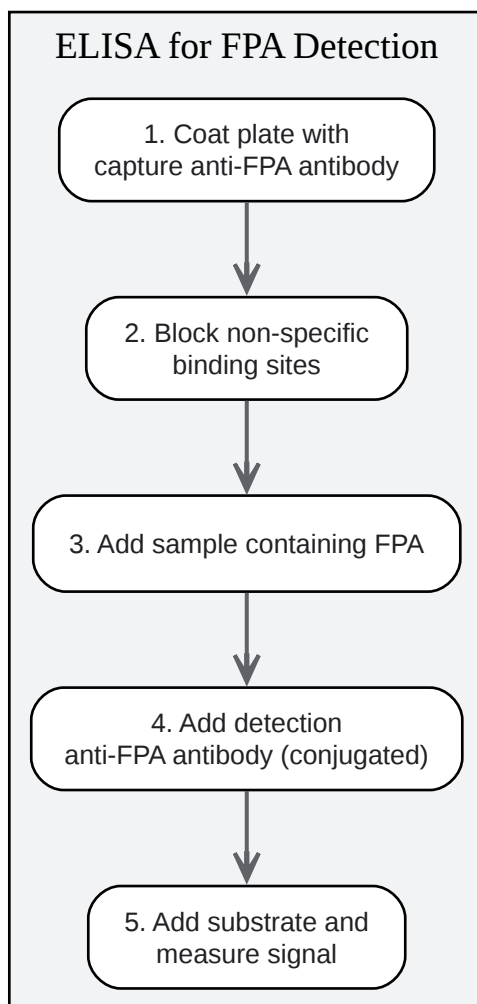 ELISA for FPA Detection
1. Coat plate with
capture anti-FPA antibody
2. Block non-specific
binding sites
3. Add sample containing FPA
4. Add detection
anti-FPA antibody (conjugated)
5. Add substrate and
measure signal